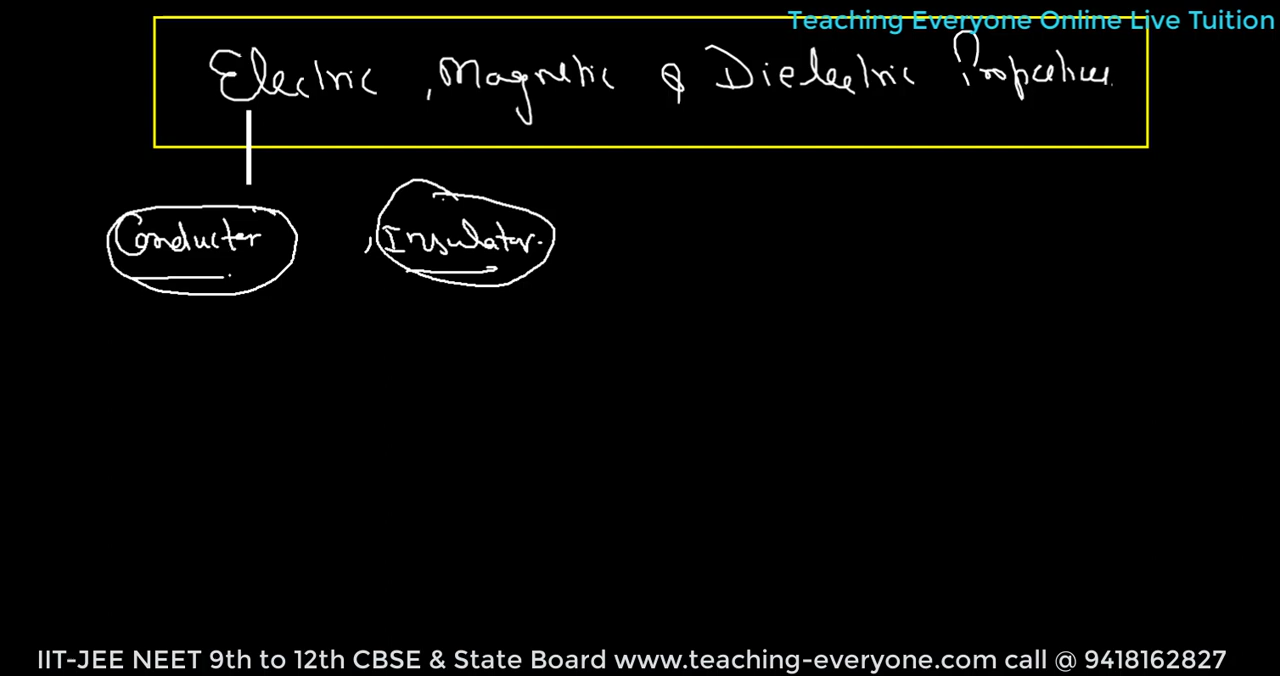 Teaching Everyone Online Live Tuition
Electric, Magnetic & Dielectric Properties
Conductor, Insulator.
IIT-JEE NEET 9th to 12th CBSE & State Board www.teaching-everyone.com call @ 9418162827